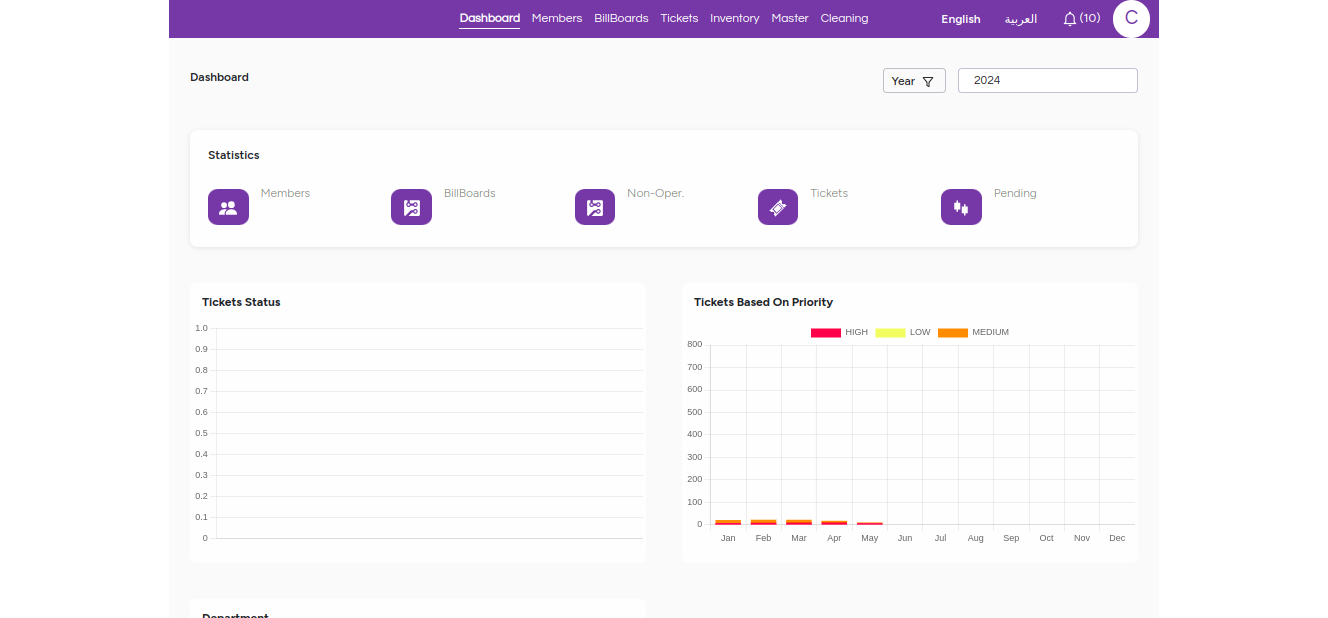 Dashboard Members BillBoards Tickets Inventory Master Cleaning English العربية (10) C
Dashboard
Year 2024
Statistics
Members BillBoards Non-Oper. Tickets Pending
Tickets Status
1.0
0.9
0.8
0.7
0.6
0.5
0.4
0.3
0.2
0.1
0
Tickets Based On Priority
HIGH LOW MEDIUM
800
700
600
500
400
300
200
100
0
Jan Feb Mar Apr May Jun Jul Aug Sep Oct Nov Dec
Department